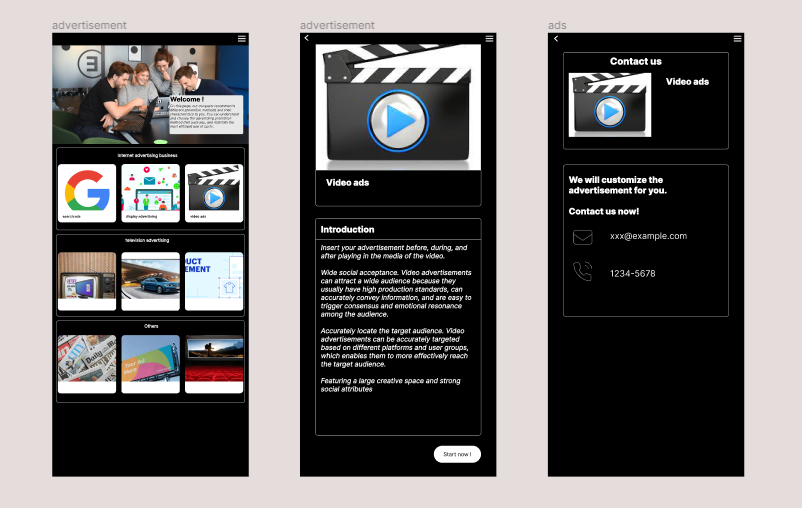 advertisement
Welcome !
Internet advertising business
search ads
display advertising
video ads
Television advertising
UCT
EMENT
Others
Daily
Your Ad
Here
advertisement
Video ads
Introduction
Insert your advertisement before, during, and
after playing in the media of the video.
Wide social acceptance. Video advertisements
can attract a wide audience because they
usually have high production standards, can
accurately convey information, and are easy to
trigger consensus and emotional resonance
among the audience.
Accurately locate the target audience. Video
advertisements can be accurately targeted
based on different platforms and user groups,
which enables them to more effectively reach
the target audience.
Featuring a large creative space and strong
social attributes
Start now !
ads
Contact us
Video ads
We will customize the
advertisement for you.
Contact us now!
xxx@example.com
1234-5678